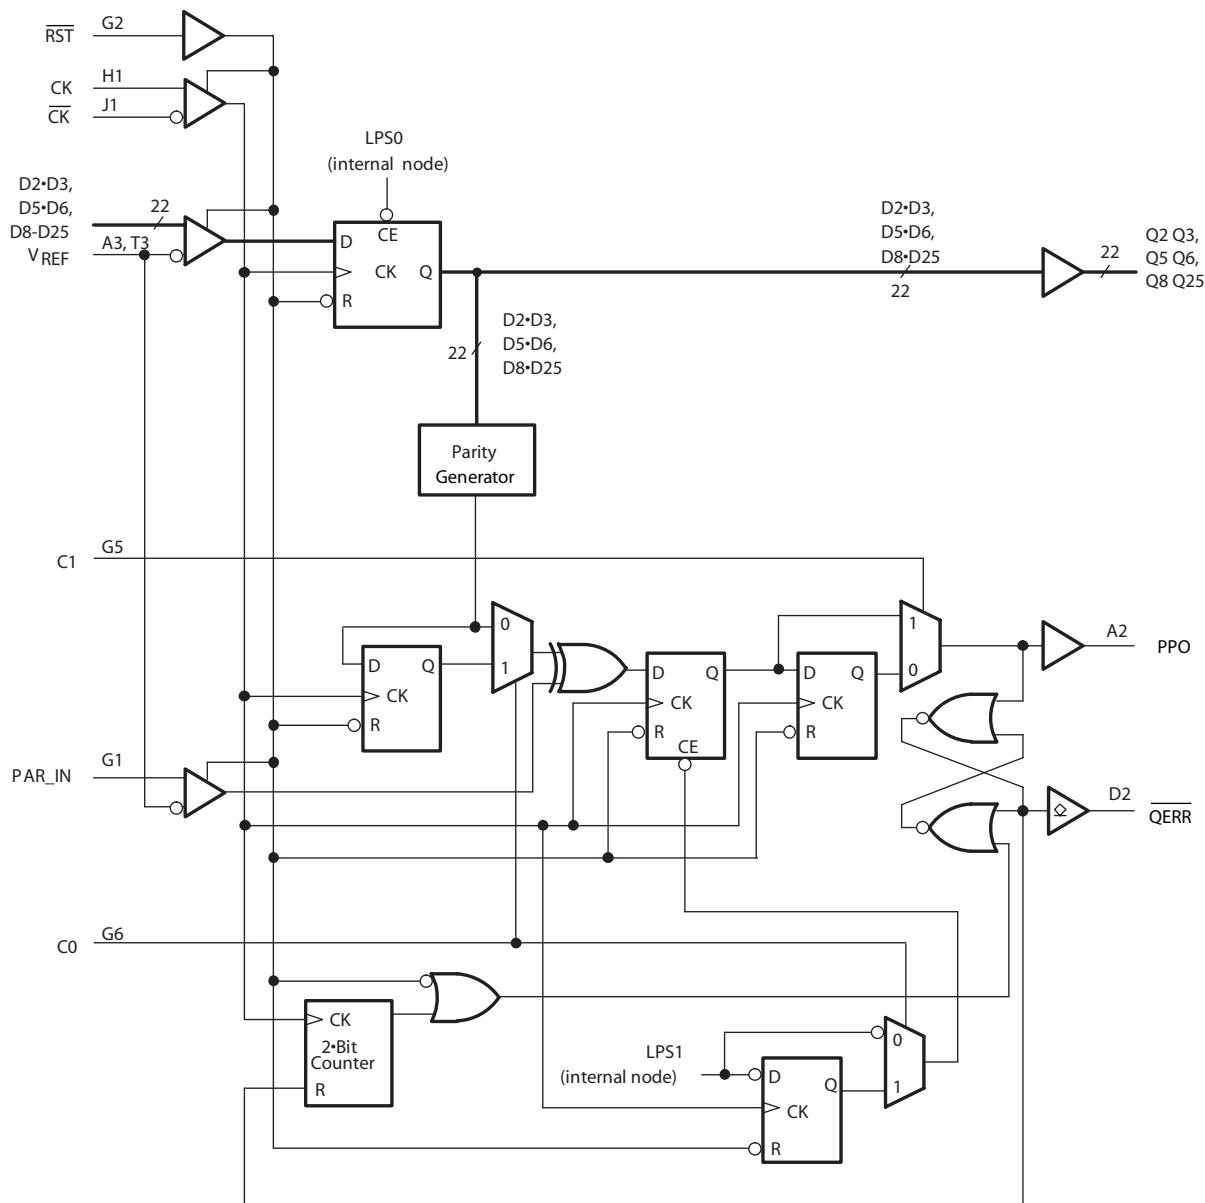 RST
G2
CK
H1
CK
J1
LPS0
(internal node)
D2•D3,
D5•D6,
D8-D25
22
VREF
A3, T3
D
CE
CK
Q
R
D2•D3,
D5•D6,
D8•D25
22
22
Q2 Q3,
Q5 Q6,
Q8 Q25
22
D2•D3,
D5•D6,
D8•D25
Parity
Generator
C1
G5
0
1
D
Q
CK
R
D
Q
CK
R
CE
D
Q
CK
R
1
0
A2
PPO
PAR_IN
G1
D2
QERR
C0
G6
CK
2•Bit
Counter
R
LPS1
(internal node)
D
Q
CK
R
0
1